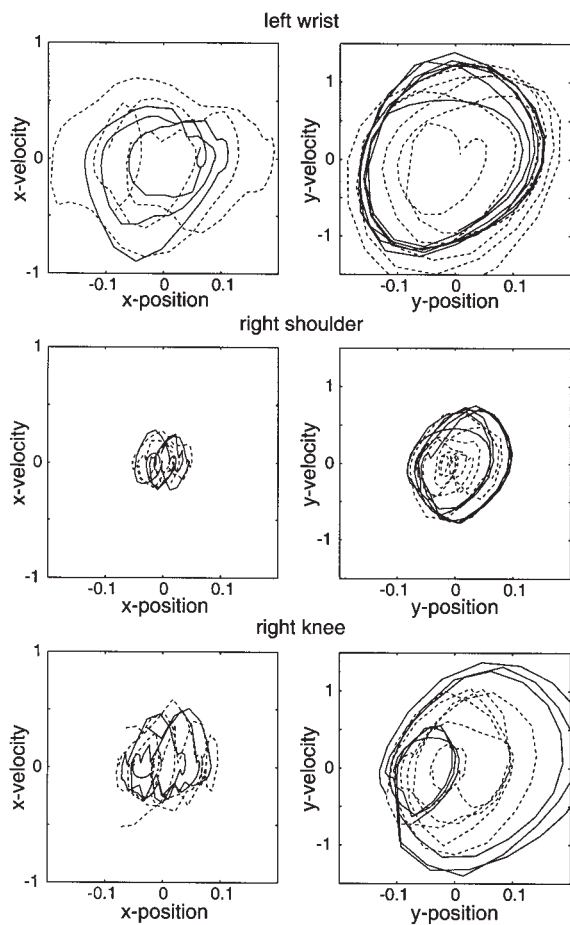 left wrist
1
0
-1
x-velocity
-0.1 0 0.1
x-position
1
0
-1
y-velocity
-0.1 0 0.1
y-position
right shoulder
1
0
-1
x-velocity
-0.1 0 0.1
x-position
1
0
-1
y-velocity
-0.1 0 0.1
y-position
right knee
1
0
-1
x-velocity
-0.1 0 0.1
x-position
1
0
-1
y-velocity
-0.1 0 0.1
y-position